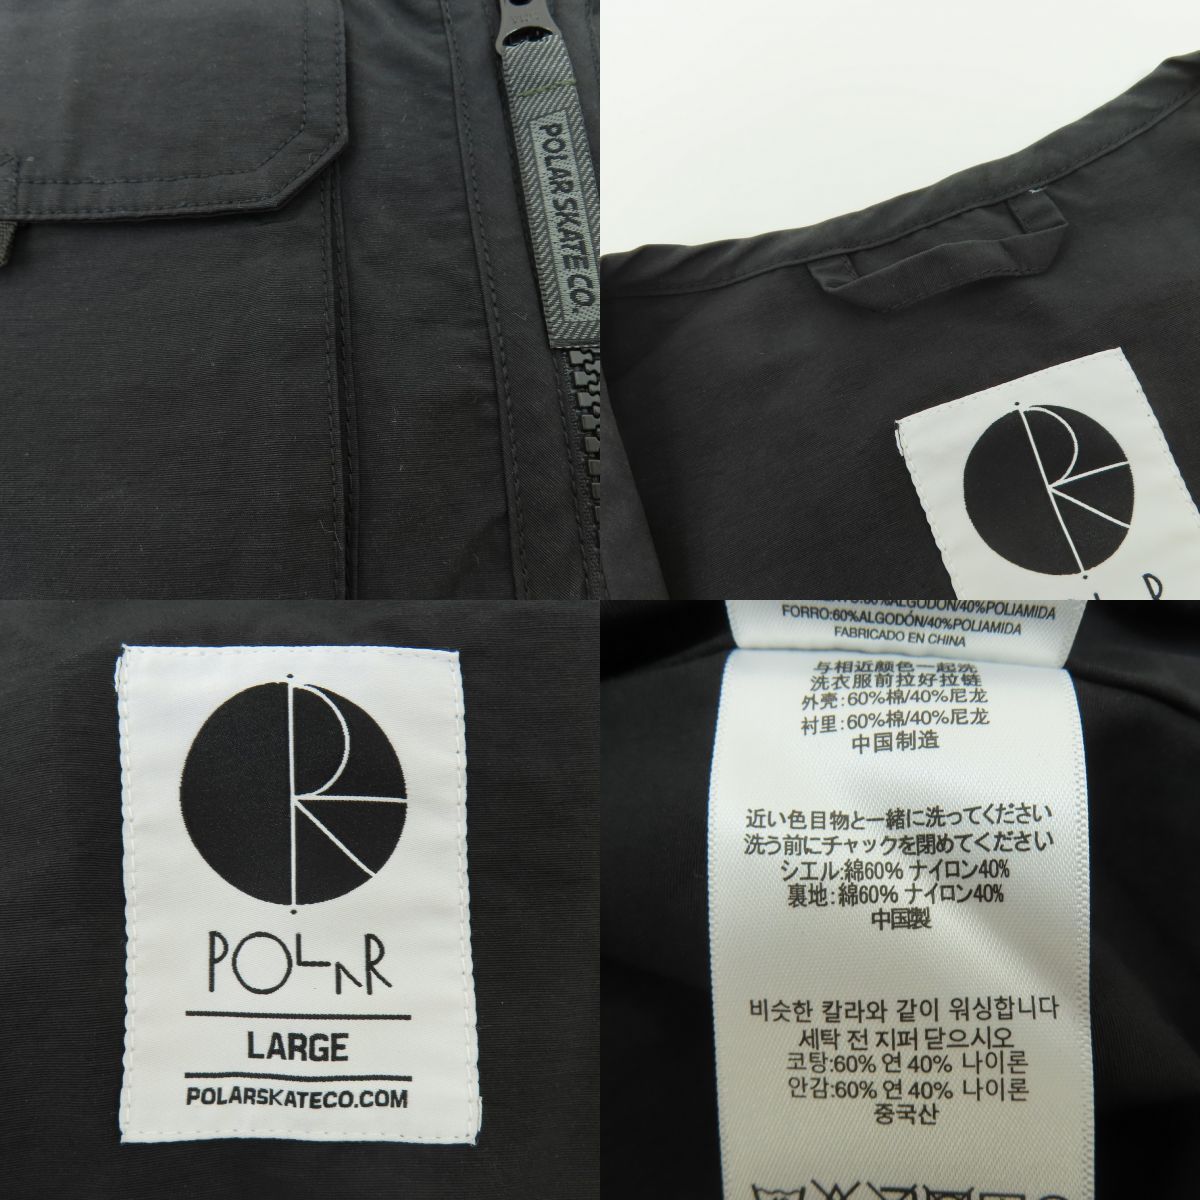 POLAR SKATE CO.
POLAR
LARGE
POLARSKATECO.COM
60%ALGODÓN/40%POLIAMIDA
FORRO:60%ALGODÓN/40%POLIAMIDA
FABRICADO EN CHINA
与相近颜色一起洗
洗衣服前拉好拉链
外壳:60%棉/40%尼龙
衬里:60%棉/40%尼龙
中国制造
近い色目物と一緒に洗ってください
洗う前にチャックを閉めてください
シエル:綿60% ナイロン40%
裏地:綿60% ナイロン40%
中国製
비슷한 칼라와 같이 워싱합니다
세탁 전 지퍼 닫으시오
코탕:60% 연 40% 나이론
안감:60% 연 40% 나이론
중국산